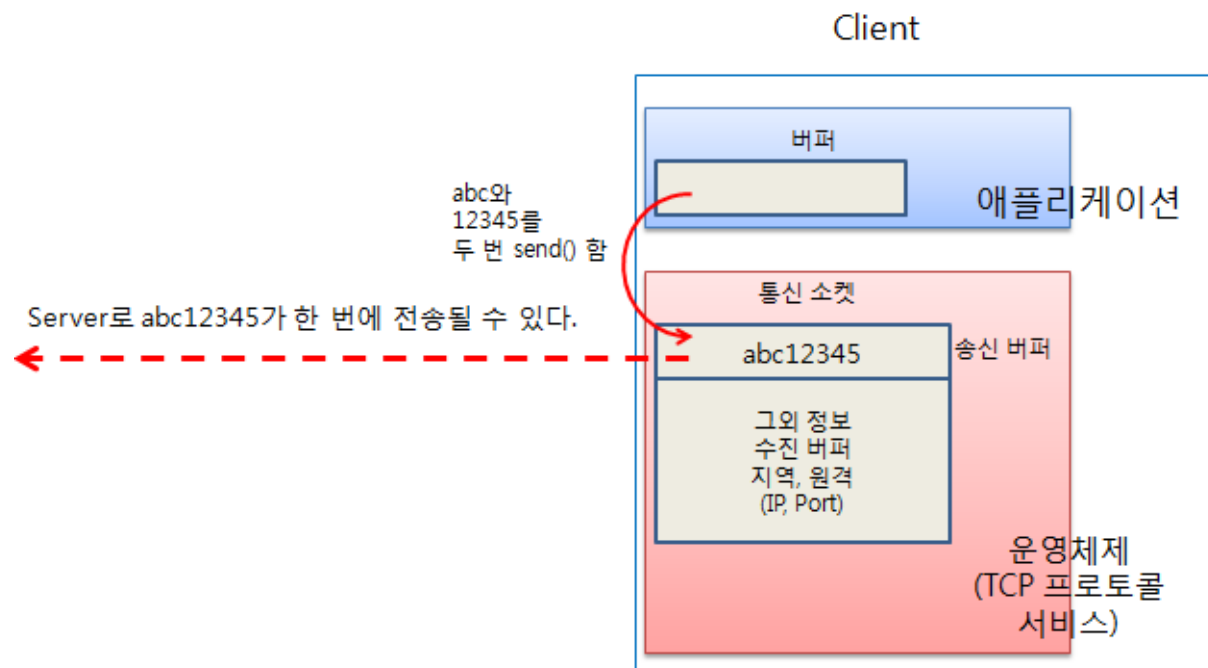 Client
버퍼
애플리케이션
abc와
12345를
두 번 send() 함
통신 소켓
Server로 abc12345가 한 번에 전송될 수 있다.
abc12345
송신 버퍼
그외 정보
수진 버퍼
지역, 원격
(IP, Port)
운영체제
(TCP 프로토콜
서비스)